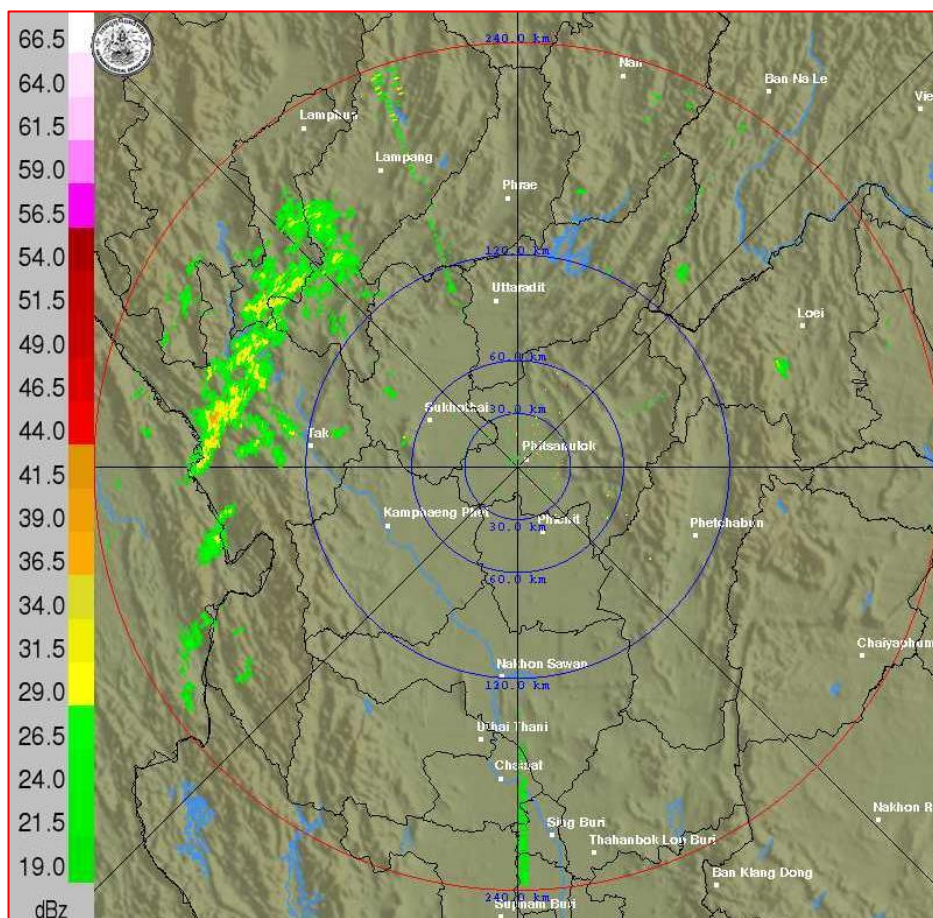 66.5
64.0
61.5
59.0
56.5
54.0
51.5
49.0
46.5
44.0
41.5
39.0
36.5
34.0
31.5
29.0
26.5
24.0
21.5
19.0
dBz
240.0 km
Nan
Ban Na Le
Vie
Lamphun
Lampang
Phrae
120.0 km
Uttaradit
Loei
60.0 km
Sukhothai
30.0 km
Tak
Phitsanulok
Kamphaeng Phet
Phichit
30.0 km
Phetchabun
60.0 km
Chaiyaphum
Nakhon Sawan
120.0 km
Uthai Thani
Chainat
Nakhon R
Sing Buri
Thahanbok Lop Buri
Ban Klang Dong
240.0 km
Suphan Buri